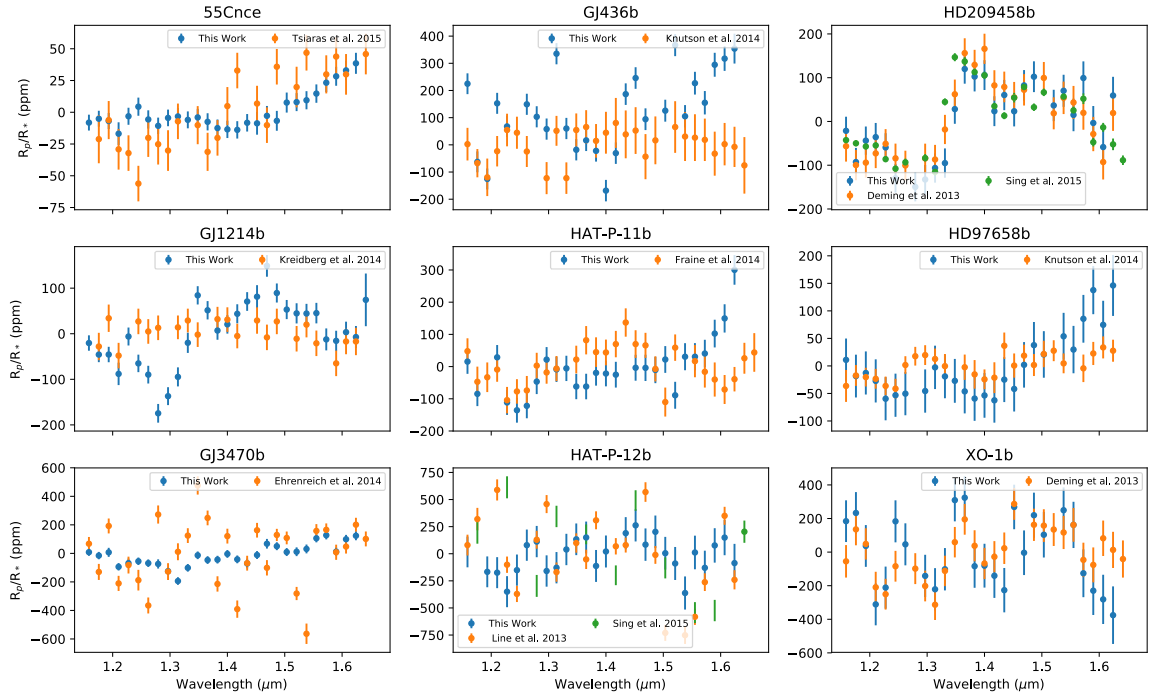 55Cnce
This Work
Tsiaras et al. 2015
50
25
0
−25
−50
−75
R_p/R_* (ppm)
GJ436b
This Work
Knutson et al. 2014
400
300
200
100
0
−100
−200
HD209458b
200
100
0
−100
−200
This Work
Deming et al. 2013
Sing et al. 2015
GJ1214b
This Work
Kreidberg et al. 2014
100
0
−100
−200
R_p/R_* (ppm)
HAT-P-11b
This Work
Fraine et al. 2014
300
200
100
0
−100
−200
HD97658b
This Work
Knutson et al. 2014
200
150
100
50
0
−50
−100
GJ3470b
This Work
Ehrenreich et al. 2014
600
400
200
0
−200
−400
−600
R_p/R_* (ppm)
1.2 1.3 1.4 1.5 1.6
Wavelength (μm)
HAT-P-12b
750
500
250
0
−250
−500
−750
This Work
Line et al. 2013
Sing et al. 2015
1.2 1.3 1.4 1.5 1.6
Wavelength (μm)
XO-1b
This Work
Deming et al. 2013
400
200
0
−200
−400
−600
1.2 1.3 1.4 1.5 1.6
Wavelength (μm)